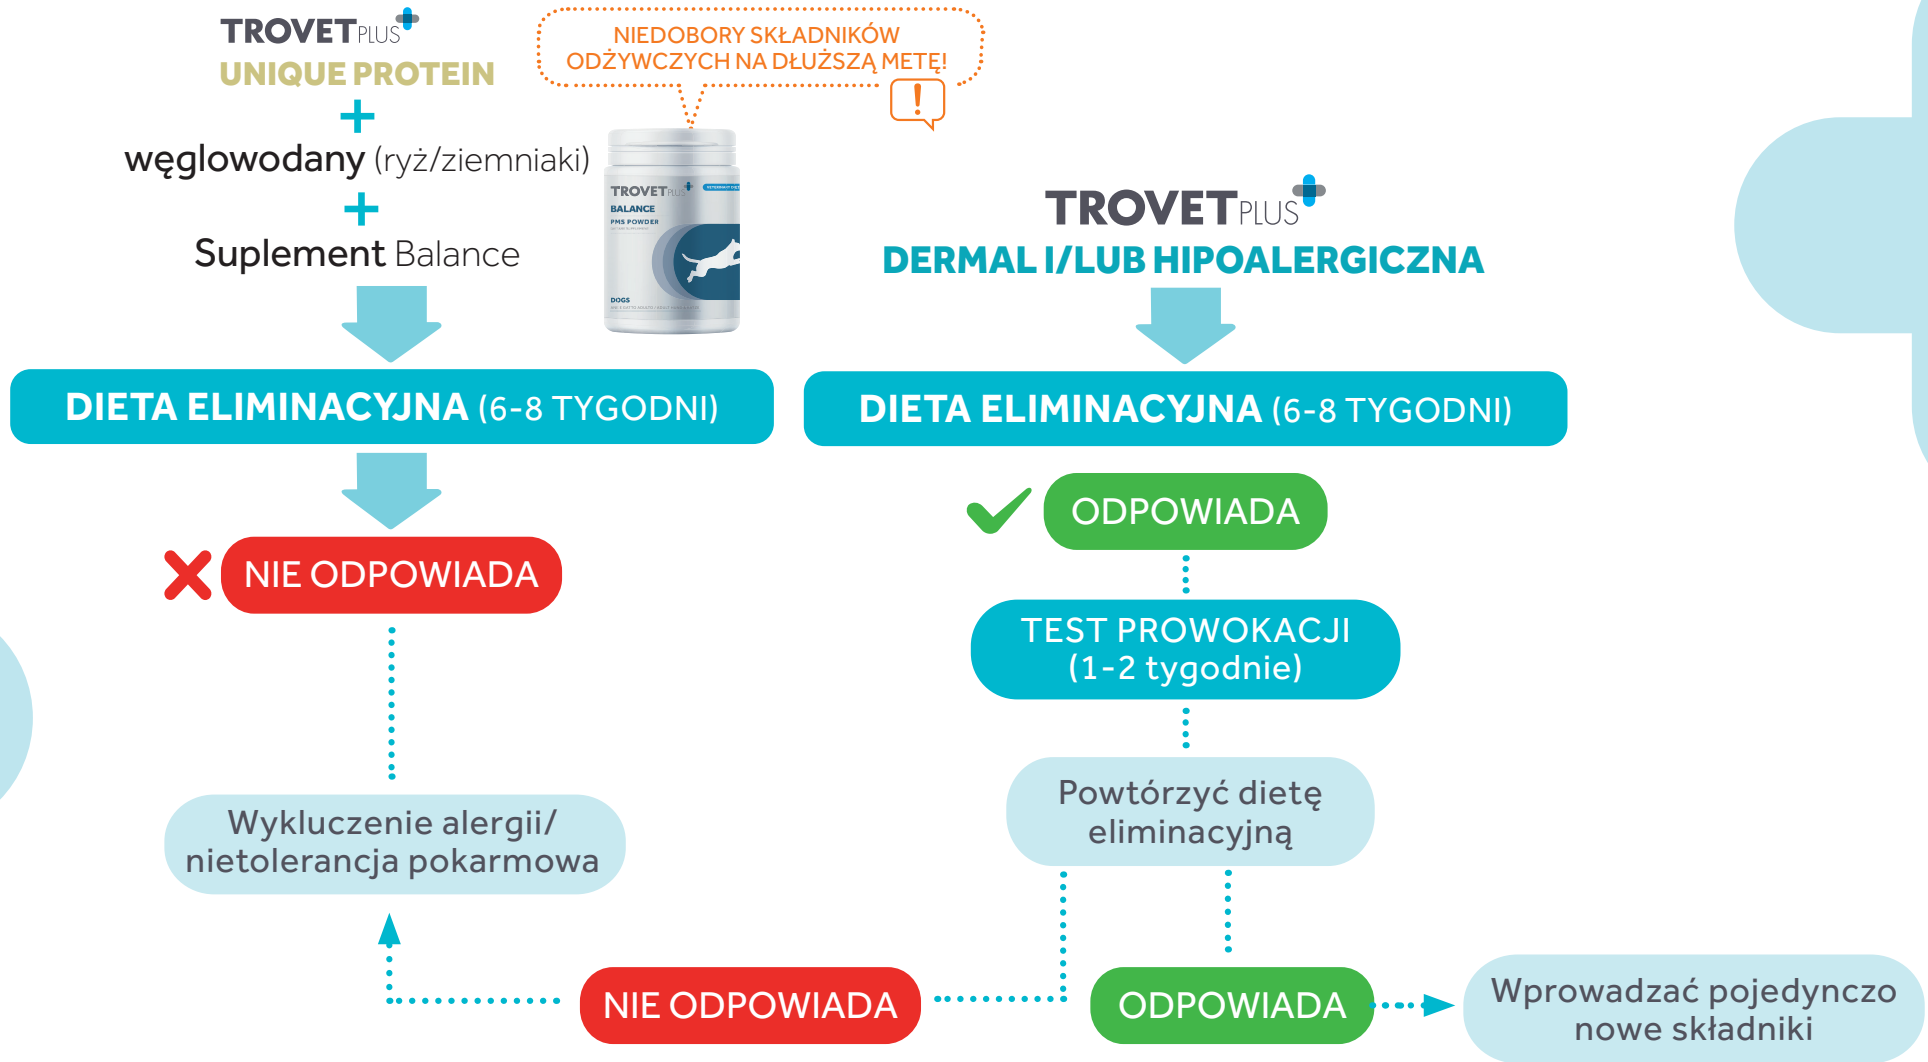 TROVET PLUS
UNIQUE PROTEIN
+
węglowodany (ryż/ziemniaki)
+
Suplement Balance
NIEDOBORY SKŁADNIKÓW
ODŻYWCZYCH NA DŁUŻSZĄ METĘ!
!
TROVET PLUS
BALANCE
PMS POWDER
DOGS
TROVET PLUS
DERMAL I/LUB HIPOALERGICZNA
DIETA ELIMINACYJNA (6-8 TYGODNI)
DIETA ELIMINACYJNA (6-8 TYGODNI)
NIE ODPOWIADA
ODPOWIADA
TEST PROWOKACJI
(1-2 tygodnie)
Wykluczenie alergii/
nietolerancja pokarmowa
Powtórzyć dietę
eliminacyjną
NIE ODPOWIADA
ODPOWIADA
Wprowadzać pojedynczo
nowe składniki